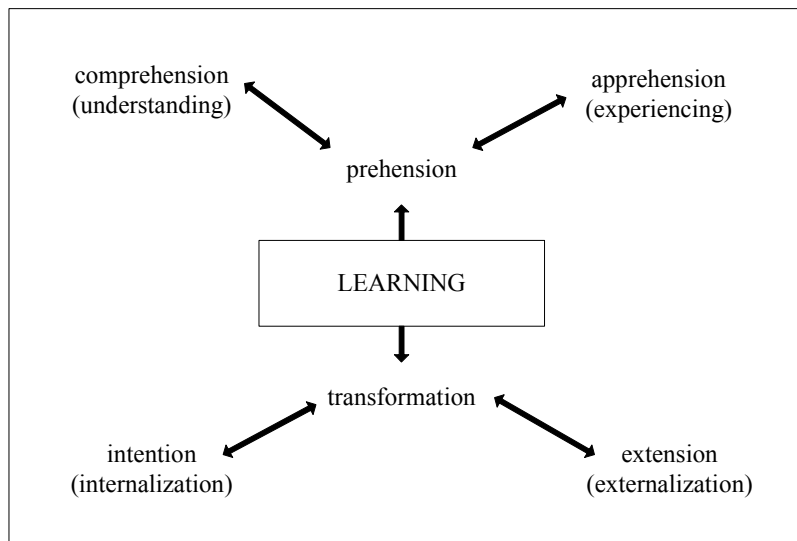 comprehension
(understanding)
apprehension
(experiencing)
prehension
LEARNING
transformation
intention
(internalization)
extension
(externalization)